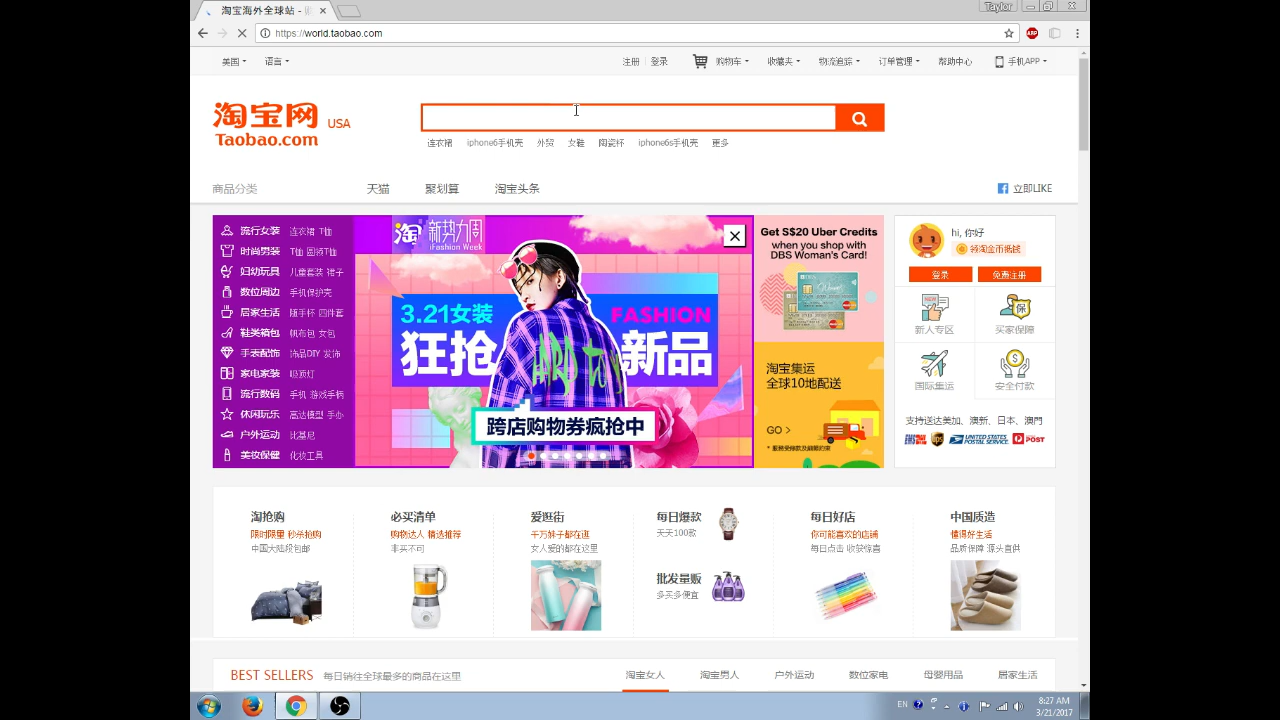 淘宝海外全球站 -
Taylor
https://world.taobao.com
美国
语言
注册
登录
购物车
收藏夹
物流追踪
订单管理
帮助中心
手机APP
淘宝网
Taobao.com
USA
连衣裙
iphone6手机壳
外贸
女鞋
陶瓷杯
iphone6s手机壳
更多
商品分类
天猫
聚划算
淘宝头条
立即LIKE
流行女装 连衣裙 T恤
时尚男装 T恤 圆领T恤
妇幼玩具 儿童套装 裙子
数位周边 手机保护壳
居家生活 随手杯 四件套
鞋类箱包 帆布包 女包
手表配饰 饰品DIY 发饰
家电家装 吸顶灯
流行数码 手机 游戏手柄
休闲玩乐 高达模型 手办
户外运动 比基尼
美妆保健 化妆工具
淘 新势力周
iFashion Week
3.21女装
FASHION
狂抢
新品
跨店购物券疯抢中
Get S$20 Uber Credits
when you shop with
DBS Woman's Card!
淘宝集运
全球10地配送
GO >
hi, 你好
领淘金币抵钱
登录
免费注册
新人专区
买家保障
国际集运
安全付款
支持送达美加、澳新、日本、澳門
UPS
UNITED STATES
POSTAL SERVICE
POST
淘抢购
限时限量 秒杀抢购
中国大陆段包邮
必买清单
购物达人 精选推荐
非买不可
爱逛街
千万妹子都在逛
女人爱的都在这里
每日爆款
天天100款
批发量贩
多买多便宜
每日好店
你可能喜欢的店铺
每日点击 收获惊喜
中国质造
懂得好生活
品质保障 源头直供
BEST SELLERS
每日销往全球最多的商品在这里
淘宝女人
淘宝男人
户外运动
数位家电
母婴用品
居家生活
EN
8:27 AM
3/21/2017